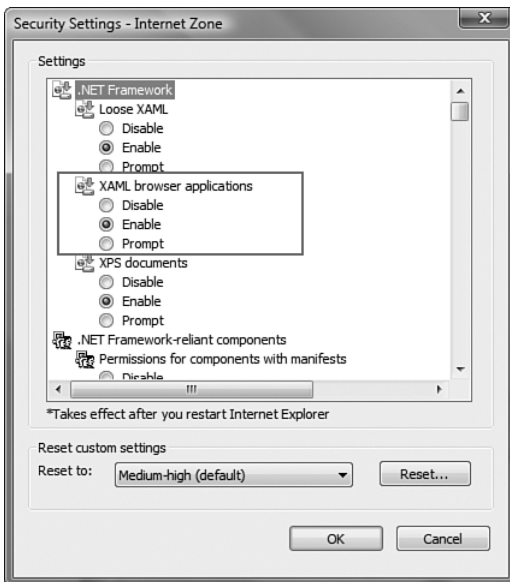 Security Settings - Internet Zone
Settings
.NET Framework
Loose XAML
Disable
Enable
Prompt
XAML browser applications
Disable
Enable
Prompt
XPS documents
Disable
Enable
Prompt
.NET Framework-reliant components
Permissions for components with manifests
Disable
*Takes effect after you restart Internet Explorer
Reset custom settings
Reset to:
Medium-high (default)
Reset...
OK
Cancel